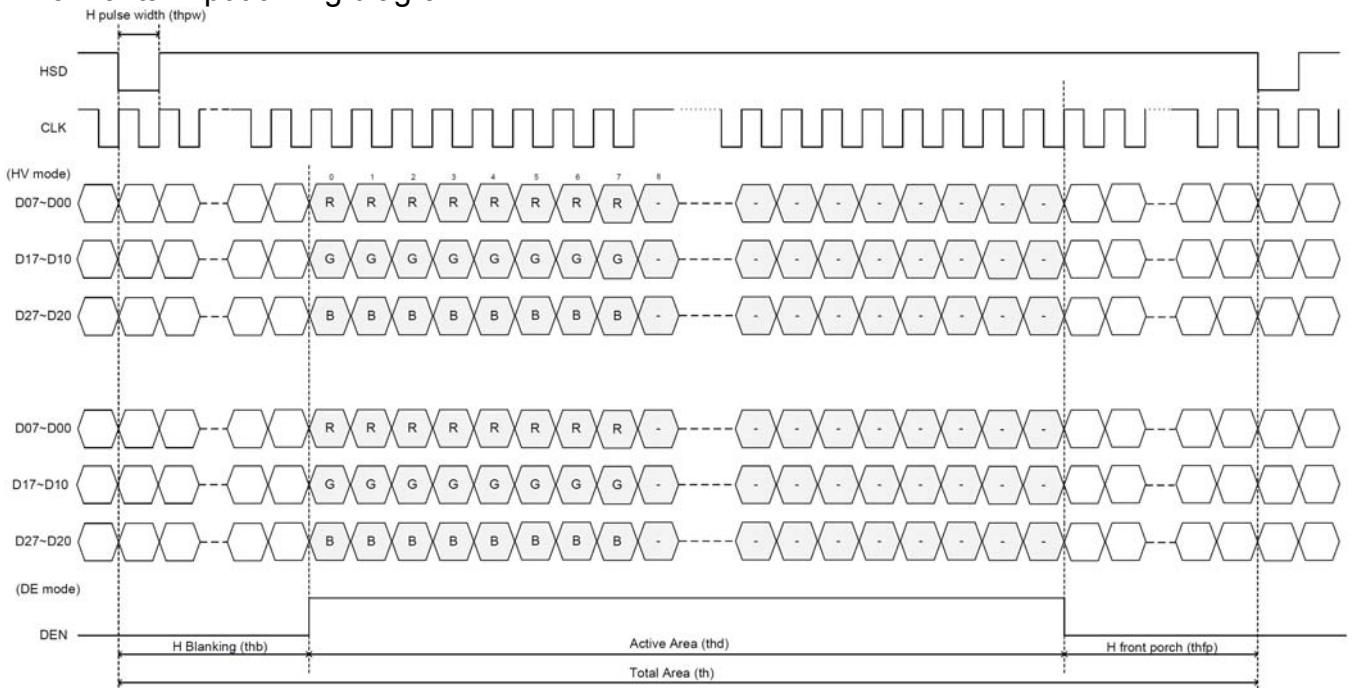 H pulse width (thpw)
HSD
CLK
(HV mode)
0 1 2 3 4 5 6 7 8
D07~D00 R R R R R R R R - - - - - - - - -
D17~D10 G G G G G G G G - - - - - - - - -
D27~D20 B B B B B B B B - - - - - - - - -
D07~D00 R R R R R R R R - - - - - - - - -
D17~D10 G G G G G G G G - - - - - - - - -
D27~D20 B B B B B B B B - - - - - - - - -
(DE mode)
DEN
H Blanking (thb) Active Area (thd) H front porch (thfp)
Total Area (th)